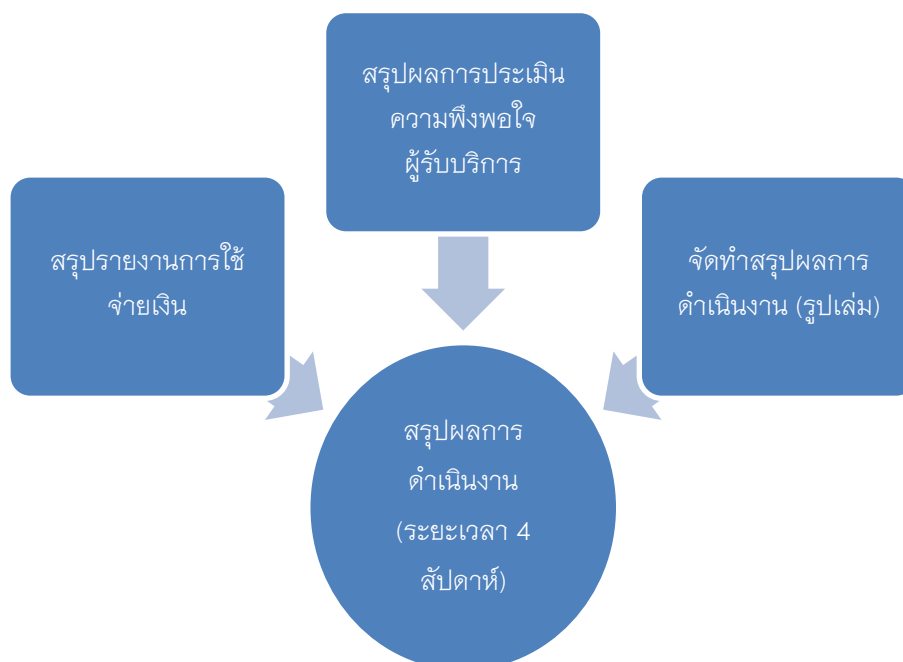 สรุปผลการประเมิน
ความพึงพอใจ
ผู้รับบริการ
สรุปรายงานการใช้
จ่ายเงิน
จัดทำสรุปผลการ
ดำเนินงาน (รูปเล่ม)
สรุปผลการ
ดำเนินงาน
(ระยะเวลา 4
สัปดาห์)